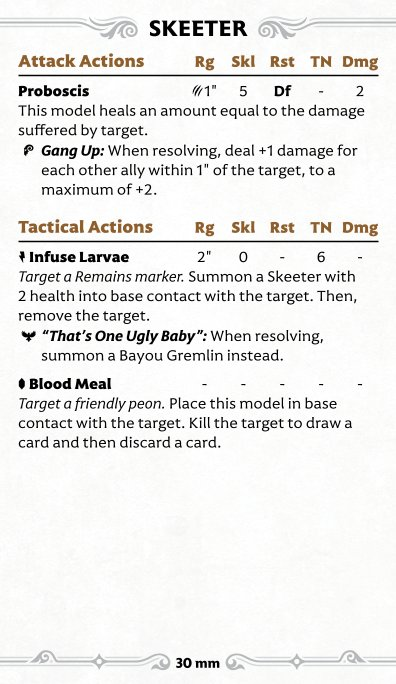 SKEETER
Attack Actions Rg Skl Rst TN Dmg
Proboscis 1" 5 Df - 2
This model heals an amount equal to the damage
suffered by target.
Gang Up: When resolving, deal +1 damage for
each other ally within 1" of the target, to a
maximum of +2.
Tactical Actions Rg Skl Rst TN Dmg
Infuse Larvae 2" 0 - 6 -
Target a Remains marker. Summon a Skeeter with
2 health into base contact with the target. Then,
remove the target.
"That's One Ugly Baby": When resolving,
summon a Bayou Gremlin instead.
Blood Meal - - - - -
Target a friendly peon. Place this model in base
contact with the target. Kill the target to draw a
card and then discard a card.
30 mm